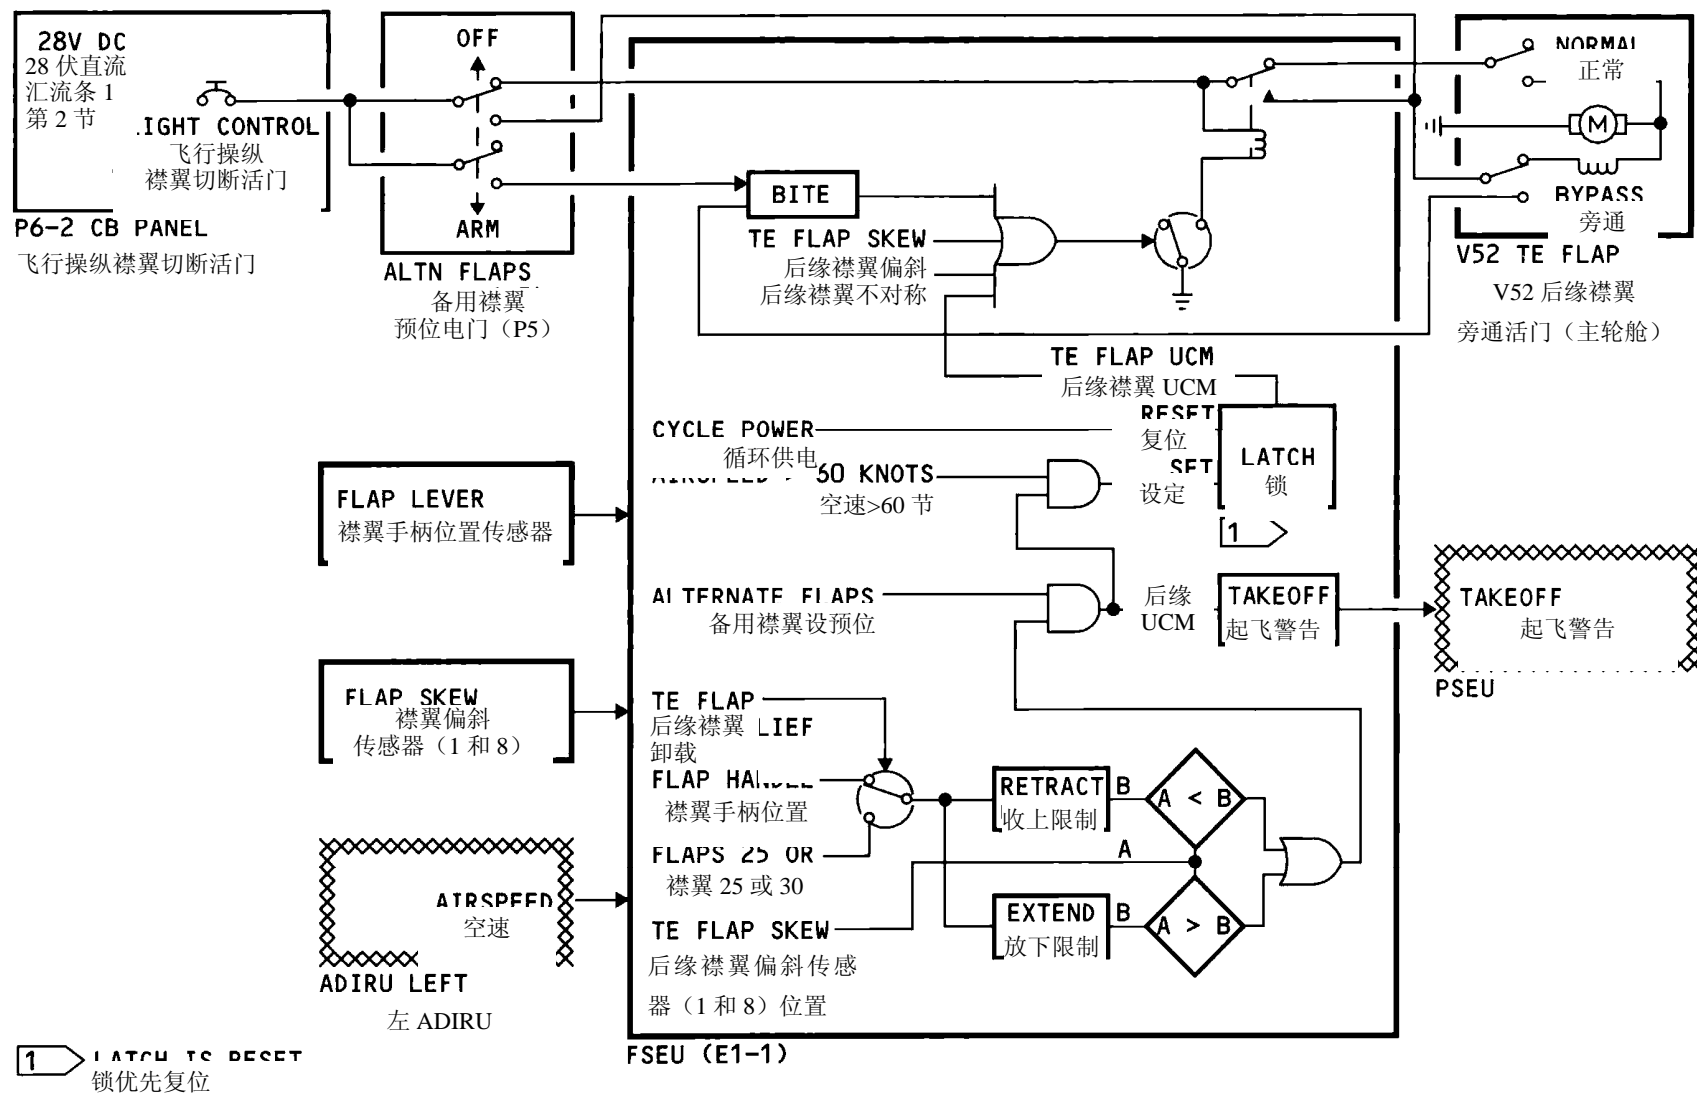 28V DC
28 伏直流
汇流条 1
第 2 节
IGHT CONTROL
飞行操纵
襟翼切断活门
P6-2 CB PANEL
飞行操纵襟翼切断活门
OFF
ARM
ALTN FLAPS
备用襟翼
预位电门（P5）
BITE
TE FLAP SKEW
后缘襟翼偏斜
后缘襟翼不对称
NORMAL
正常
M
BYPASS
旁通
V52 TE FLAP
V52 后缘襟翼
旁通活门（主轮舱）
TE FLAP UCM
后缘襟翼 UCM
CYCLE POWER
循环供电
RESET
复位
60 KNOTS
空速>60 节
SET
设定
LATCH
锁
1
FLAP LEVER
襟翼手柄位置传感器
ALTERNATE FLAPS
备用襟翼设预位
后缘
UCM
TAKEOFF
起飞警告
TAKEOFF
起飞警告
PSEU
FLAP SKEW
襟翼偏斜
传感器（1 和 8）
TE FLAP
后缘襟翼 LIEF
卸载
FLAP HANDLE
襟翼手柄位置
FLAPS 25 OR
襟翼 25 或 30
TE FLAP SKEW
后缘襟翼偏斜传感
器（1 和 8）位置
RETRACT
收上限制
B
A < B
A
EXTEND
放下限制
B
A > B
AIRSPEED
空速
ADIRU LEFT
左 ADIRU
FSEU (E1-1)
1
LATCH IS RESET
锁优先复位